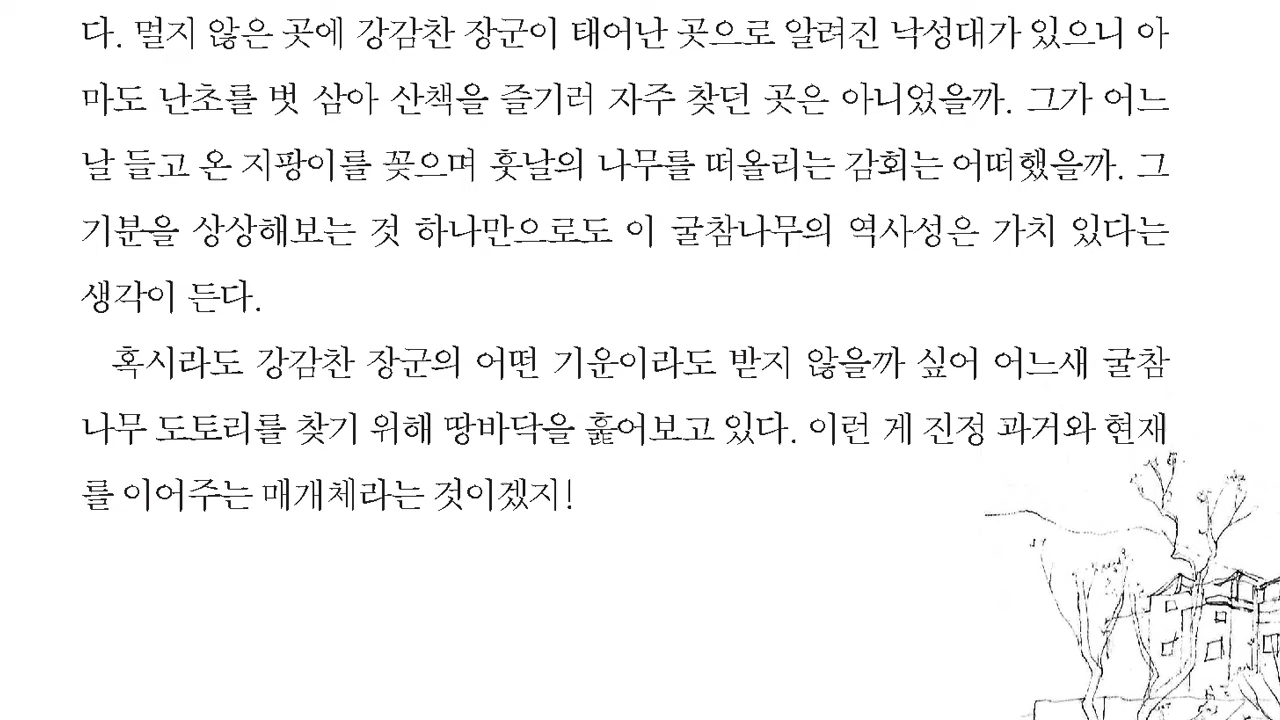 다. 멀지 않은 곳에 강감찬 장군이 태어난 곳으로 알려진 낙성대가 있으니 아
마도 난초를 벗 삼아 산책을 즐기러 자주 찾던 곳은 아니었을까. 그가 어느
날 들고 온 지팡이를 꽂으며 훗날의 나무를 떠올리는 감회는 어떠했을까. 그
기분을 상상해보는 것 하나만으로도 이 굴참나무의 역사성은 가치 있다는
생각이 든다.
혹시라도 강감찬 장군의 어떤 기운이라도 받지 않을까 싶어 어느새 굴참
나무 도토리를 찾기 위해 땅바닥을 훑어보고 있다. 이런 게 진정 과거와 현재
를 이어주는 매개체라는 것이겠지!